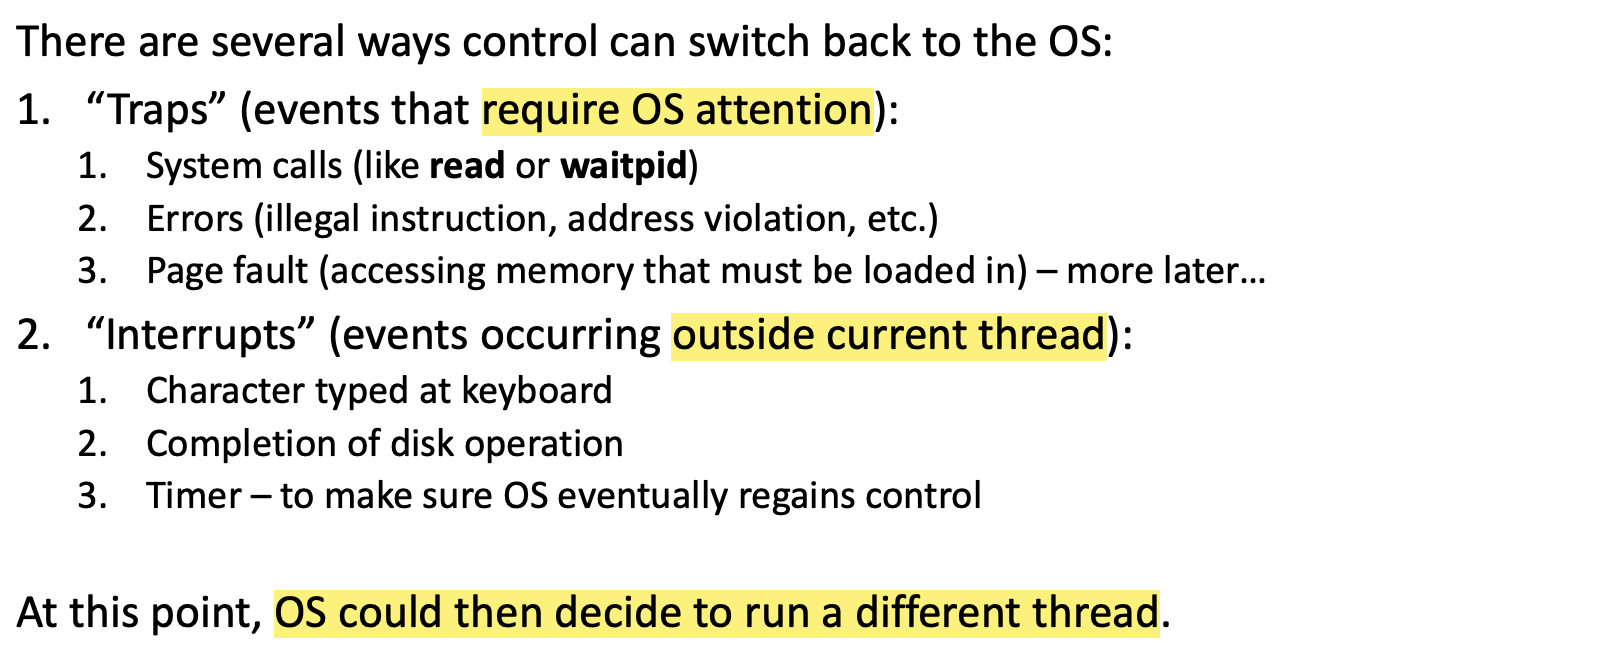 There are several ways control can switch back to the OS:
1. “Traps” (events that require OS attention):
1. System calls (like read or waitpid)
2. Errors (illegal instruction, address violation, etc.)
3. Page fault (accessing memory that must be loaded in) – more later…
2. “Interrupts” (events occurring outside current thread):
1. Character typed at keyboard
2. Completion of disk operation
3. Timer – to make sure OS eventually regains control
At this point, OS could then decide to run a different thread.